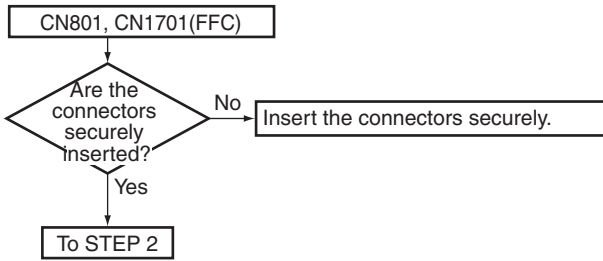 CN801, CN1701(FFC)
Are the
connectors
securely
inserted?
No
Insert the connectors securely.
Yes
To STEP 2